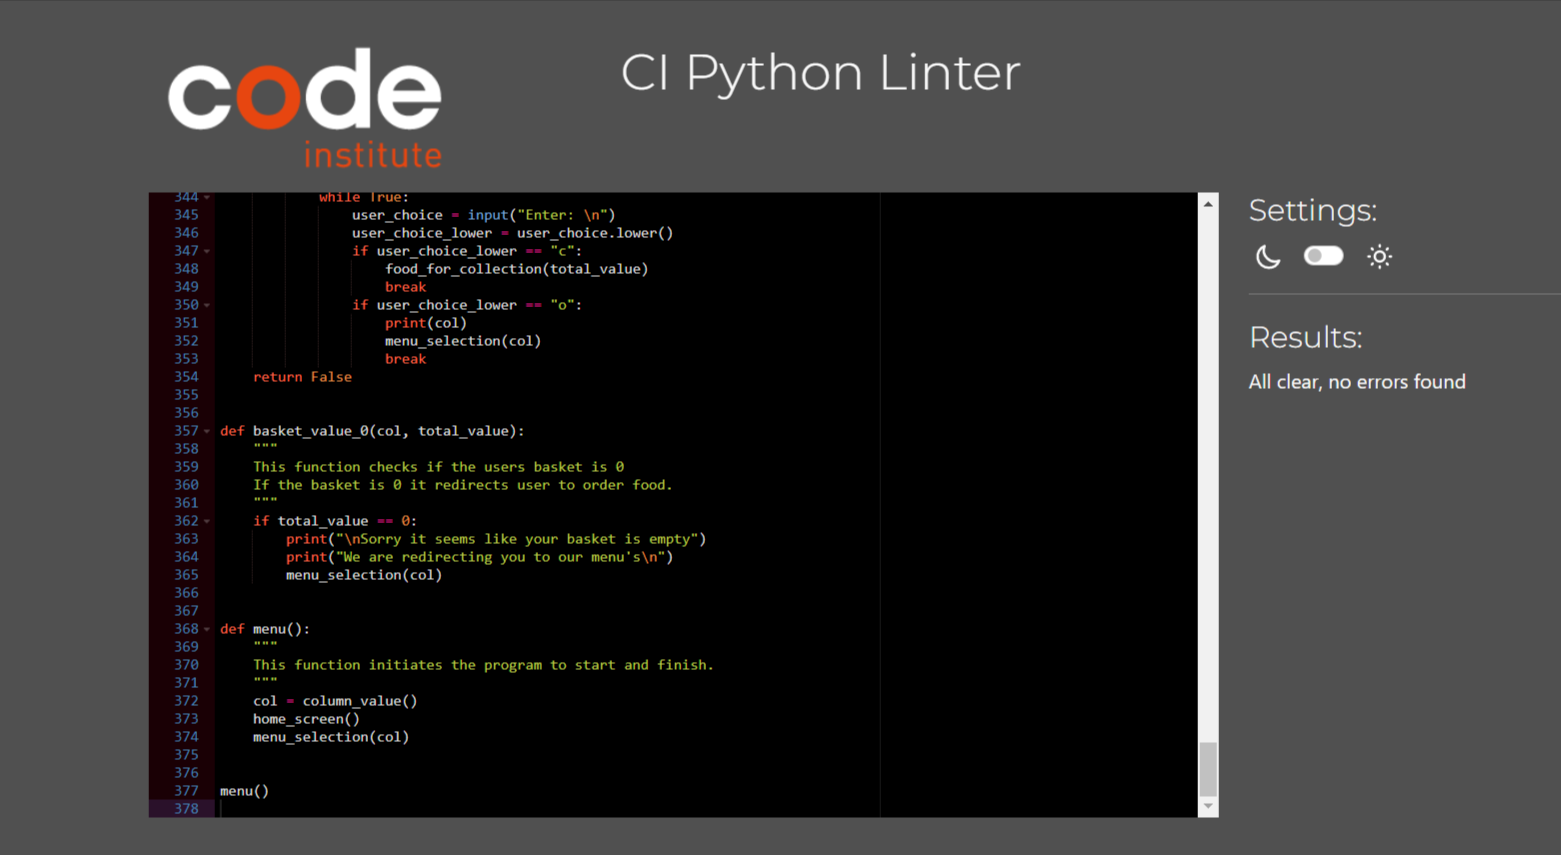 code
institute
CI Python Linter
344 while True:
345 user_choice = input("Enter: \n")
346 user_choice_lower = user_choice.lower()
347 if user_choice_lower == "c":
348 food_for_collection(total_value)
349 break
350 if user_choice_lower == "o":
351 print(col)
352 menu_selection(col)
353 break
354 return False
355
356
357 def basket_value_0(col, total_value):
358 """
359 This function checks if the users basket is 0
360 If the basket is 0 it redirects user to order food.
361 """
362 if total_value == 0:
363 print("\nSorry it seems like your basket is empty")
364 print("We are redirecting you to our menu's\n")
365 menu_selection(col)
366
367
368 def menu():
369 """
370 This function initiates the program to start and finish.
371 """
372 col = column_value()
373 home_screen()
374 menu_selection(col)
375
376
377 menu()
378
Settings:
Results:
All clear, no errors found